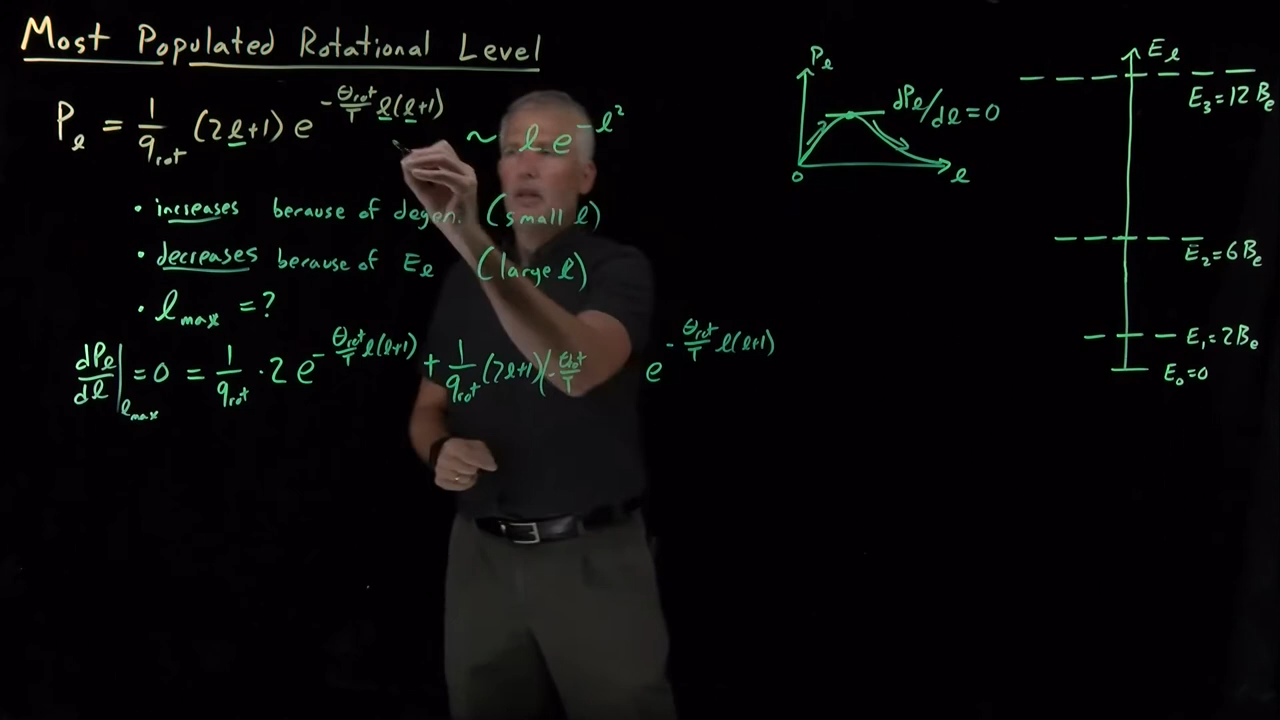 Most Populated Rotational Level
P_ℓ = 1/q_rot (2ℓ+1) e^(-Θ_rot/T ℓ(ℓ+1)) ~ ℓ e^(-ℓ²)
• increases because of degen. (small ℓ)
• decreases because of E_ℓ (large ℓ)
• ℓ_max = ?
dP_ℓ/dℓ |_ℓmax = 0 = 1/q_rot · 2 e^(-Θ_rot/T ℓ(ℓ+1)) + 1/q_rot (2ℓ+1)(-Θ_rot/T e^(-Θ_rot/T ℓ(ℓ+1))
P_ℓ
dP_ℓ/dℓ = 0
0
ℓ
E_ℓ
E_3 = 12 B_e
E_2 = 6 B_e
E_1 = 2 B_e
E_0 = 0